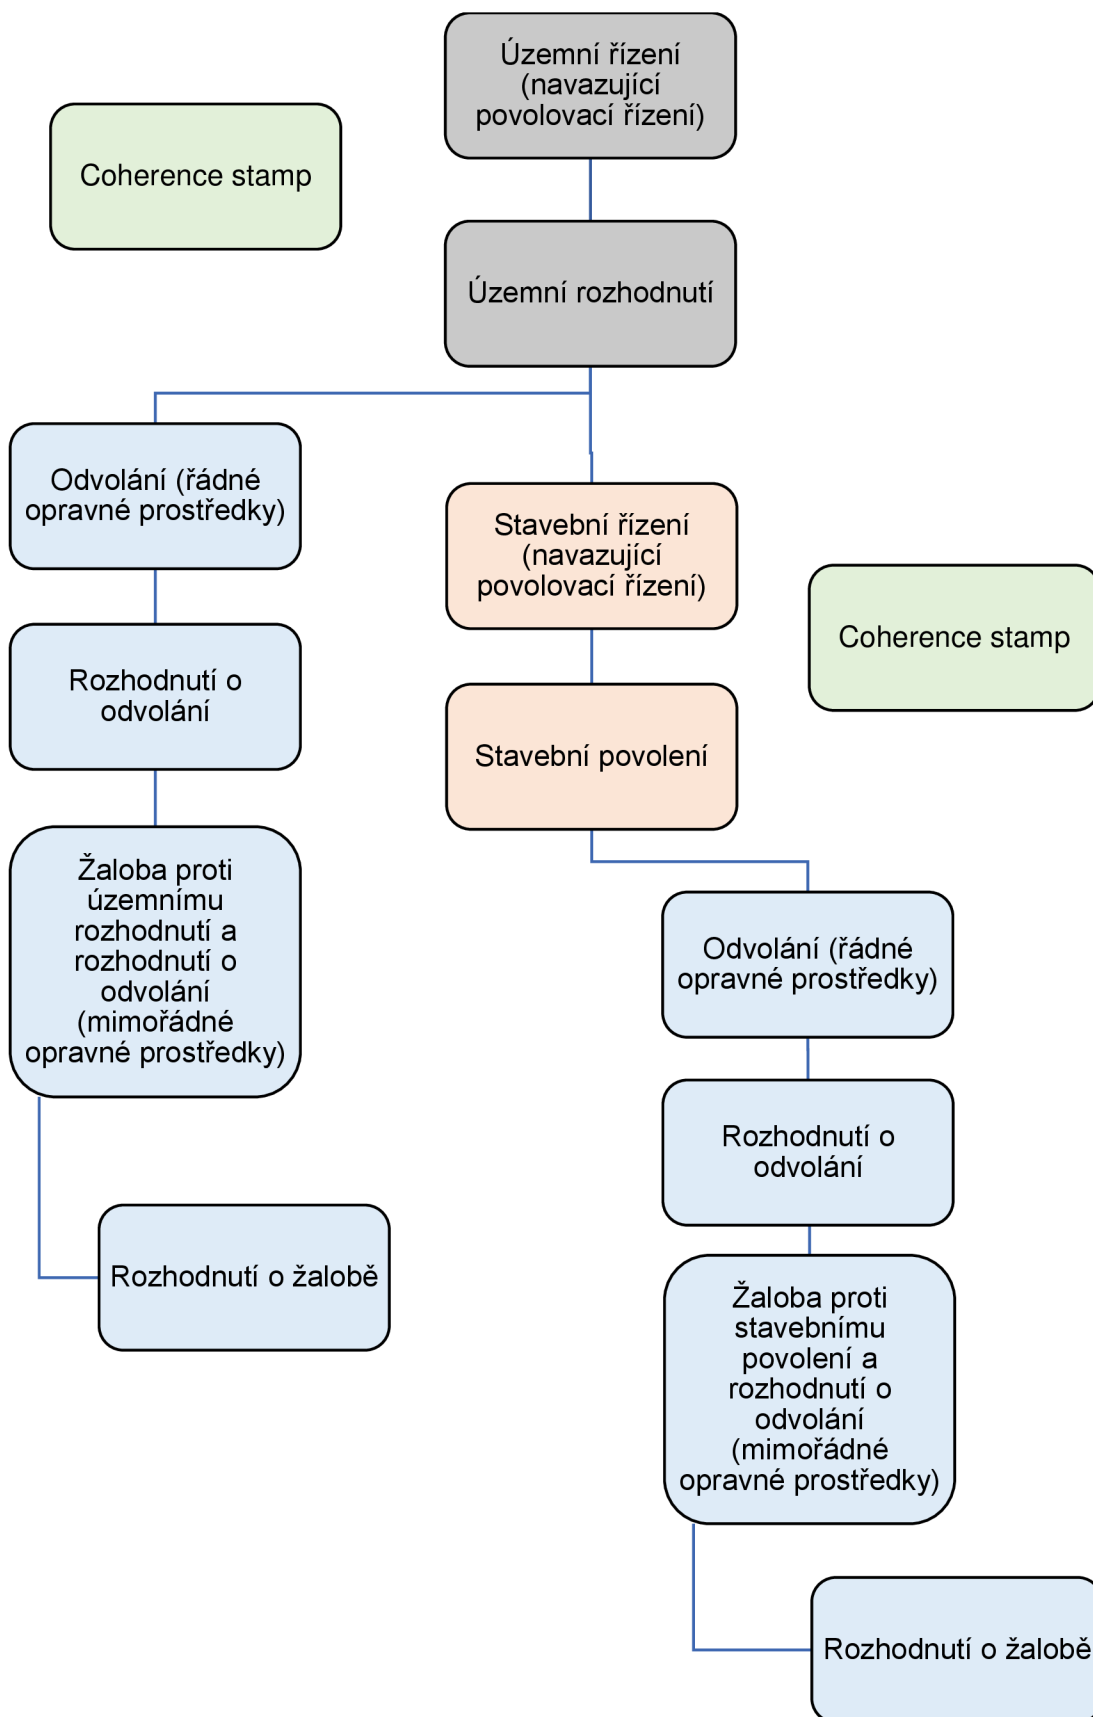 Územní řízení
(navazující
povolovací řízení)
Coherence stamp
Územní rozhodnutí
Odvolání (řádné
opravné prostředky)
Stavební řízení
(navazující
povolovací řízení)
Coherence stamp
Rozhodnutí o
odvolání
Stavební povolení
Žaloba proti
územnímu
rozhodnutí a
rozhodnutí o
odvolání
(mimořádné
opravné prostředky)
Odvolání (řádné
opravné prostředky)
Rozhodnutí o
odvolání
Rozhodnutí o žalobě
Žaloba proti
stavebnímu
povolení a
rozhodnutí o
odvolání
(mimořádné
opravné prostředky)
Rozhodnutí o žalobě